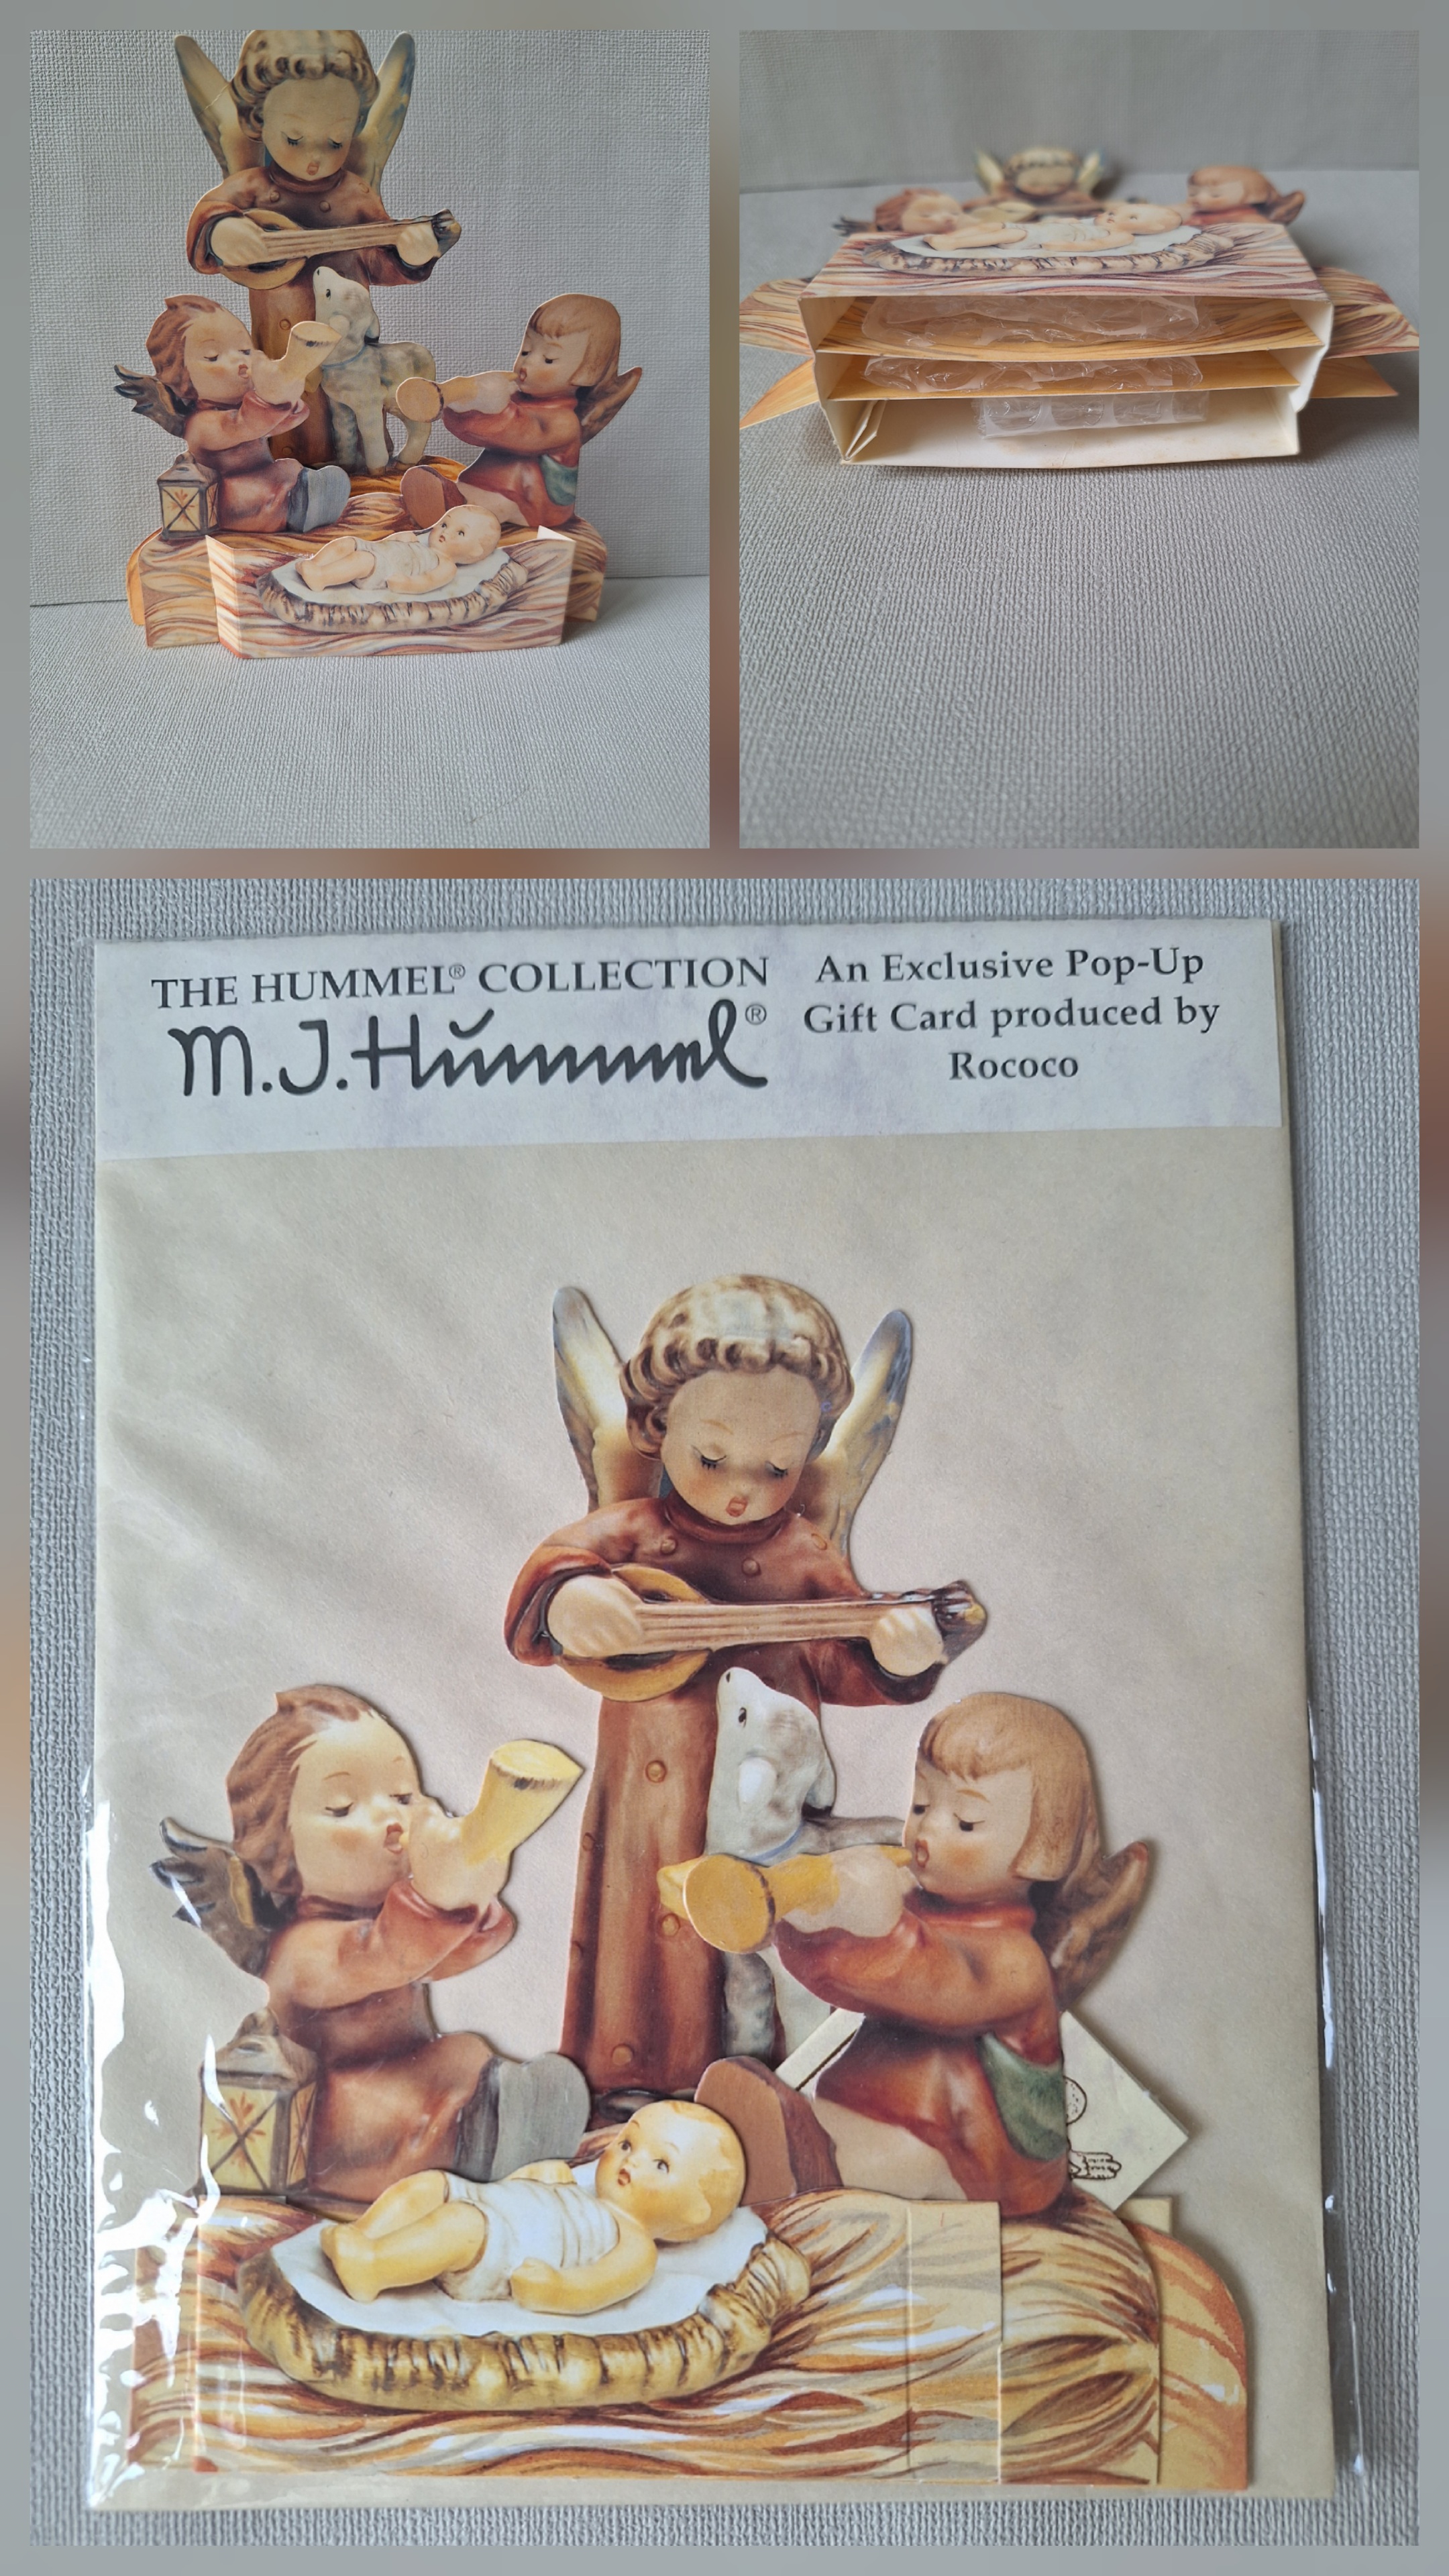 THE HUMMEL® COLLECTION
M.J. Hummel®
An Exclusive Pop-Up
Gift Card produced by
Rococo